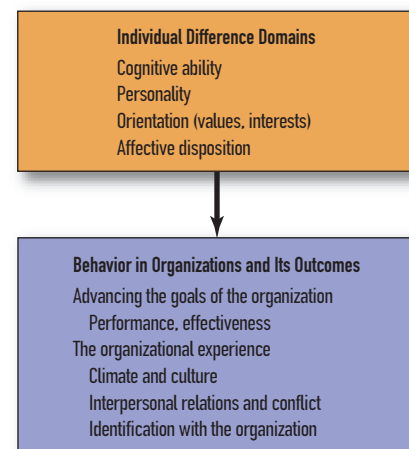 Individual Difference Domains
Cognitive ability
Personality
Orientation (values, interests)
Affective disposition
Behavior in Organizations and Its Outcomes
Advancing the goals of the organization
Performance, effectiveness
The organizational experience
Climate and culture
Interpersonal relations and conflict
Identification with the organization